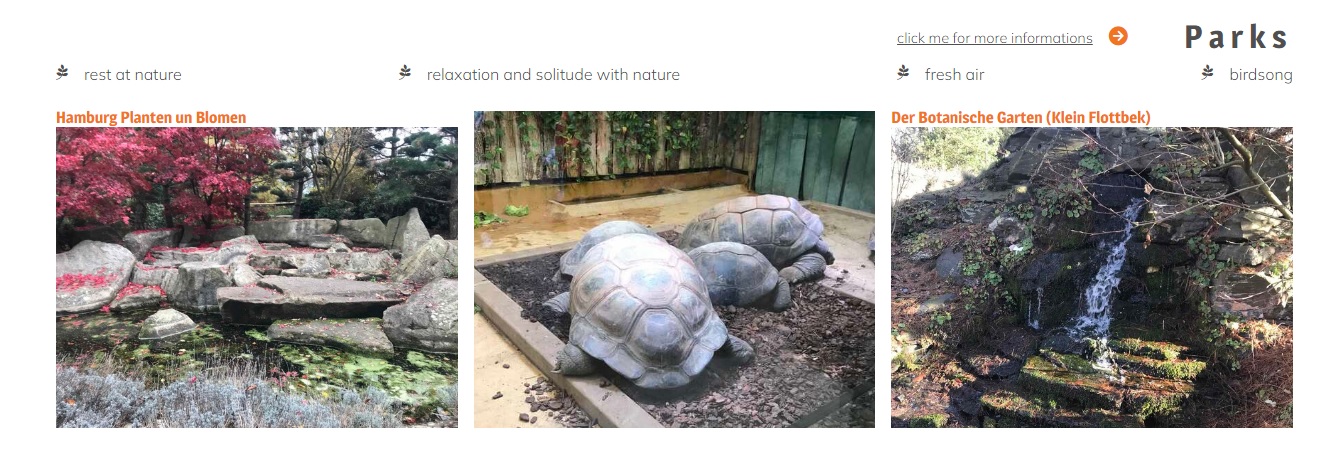 click me for more informations
Parks
rest at nature
relaxation and solitude with nature
fresh air
birdsong
Hamburg Planten un Blomen
Der Botanische Garten (Klein Flottbek)